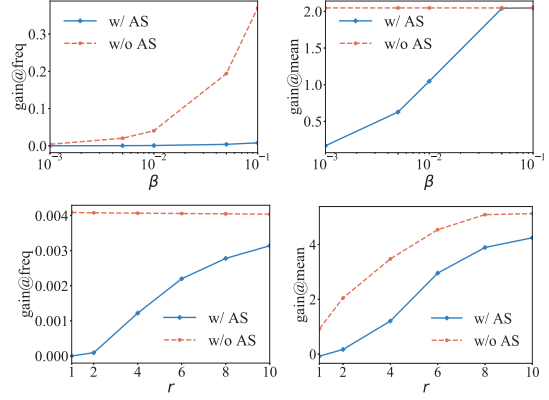 gain@freq
0.3
0.2
0.1
0.0
w/ AS
w/o AS
10⁻³
10⁻²
10⁻¹
β
gain@mean
2.0
1.5
1.0
0.5
w/ AS
w/o AS
10⁻³
10⁻²
10⁻¹
β
gain@freq
0.004
0.003
0.002
0.001
0.000
w/ AS
w/o AS
1 2 4 6 8 10
r
gain@mean
4
2
0
w/ AS
w/o AS
1 2 4 6 8 10
r